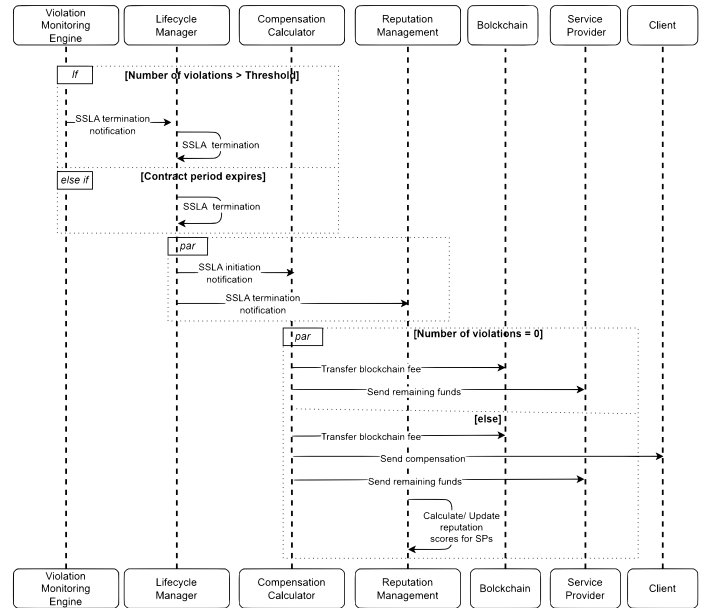 Violation
Monitoring
Engine
Lifecycle
Manager
Compensation
Calculator
Reputation
Management
Bolckchain
Service
Provider
Client
If
[Number of violations > Threshold]
SSLA termination
notification
SSLA termination
else if
[Contract period expires]
SSLA termination
par
SSLA initiation
notification
SSLA termination
notification
par
[Number of violations = 0]
Transfer blockchain fee
Send remaining funds
[else]
Transfer blockchain fee
Send compensation
Send remaining funds
Calculate/ Update
reputation
scores for SPs
Violation
Monitoring
Engine
Lifecycle
Manager
Compensation
Calculator
Reputation
Management
Bolckchain
Service
Provider
Client